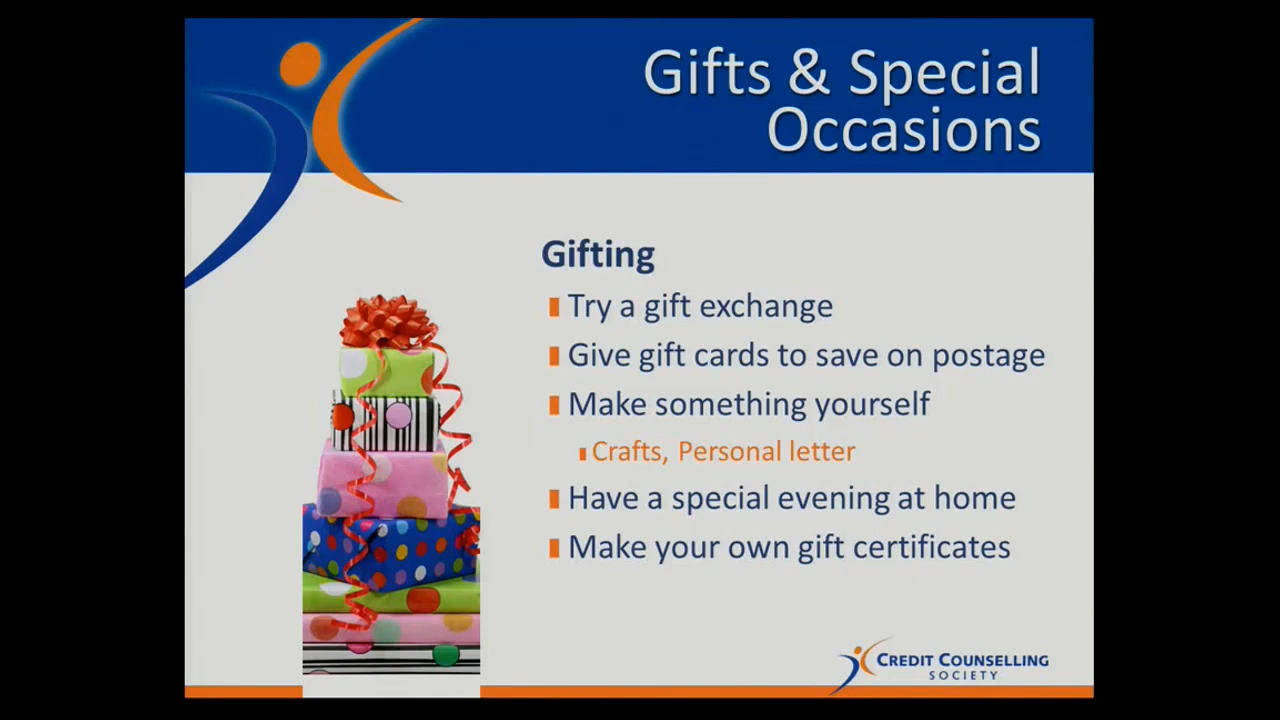 Gifts & Special
Occasions
Gifting
Try a gift exchange
Give gift cards to save on postage
Make something yourself
Crafts, Personal letter
Have a special evening at home
Make your own gift certificates
CREDIT COUNSELLING
SOCIETY